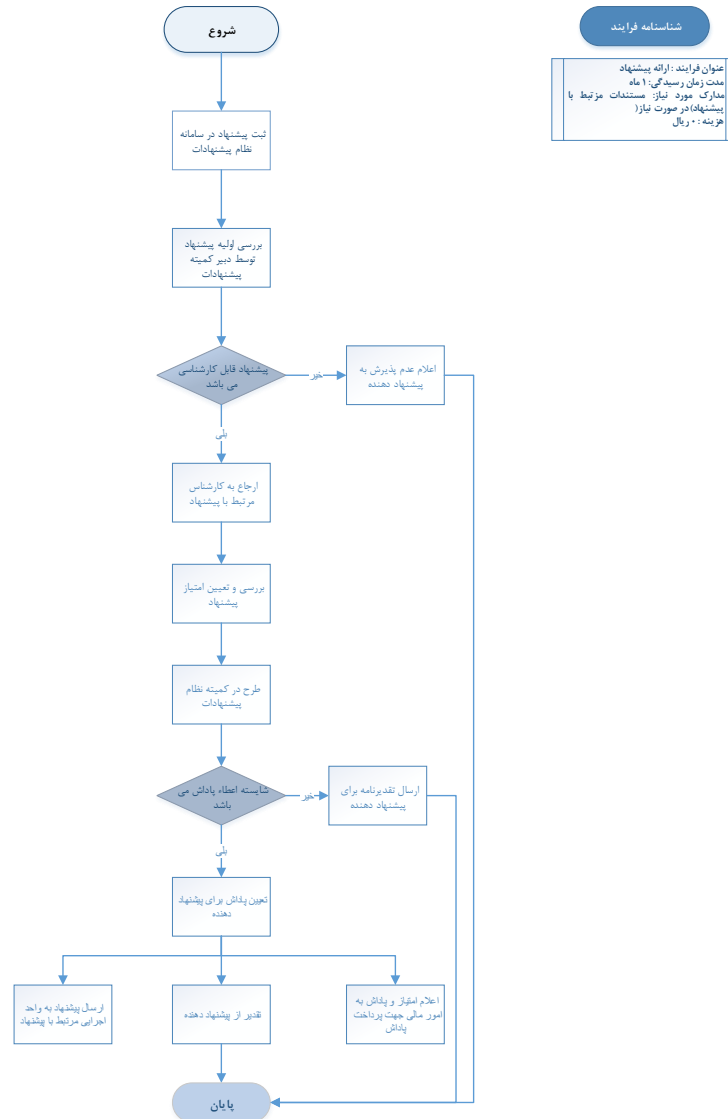 شروع
شناسنامه فرایند
عنوان فرایند : ارائه پیشنهاد
مدت زمان رسیدگی: ۱ ماه
مدارک مورد نیاز: مستندات مرتبط با
پیشنهاد)در صورت نیاز(
هزینه : ۰ ریال
ثبت پیشنهاد در سامانه
نظام پیشنهادات
بررسی اولیه پیشنهاد
توسط دبیر کمیته
پیشنهادات
پیشنهاد قابل کارشناسی
می باشد
خیر
اعلام عدم پذیرش به
پیشنهاد دهنده
بلی
ارجاع به کارشناس
مرتبط با پیشنهاد
بررسی و تعیین امتیاز
پیشنهاد
طرح در کمیته نظام
پیشنهادات
شایسته اعطاء پاداش می
باشد
خیر
ارسال تقدیرنامه برای
پیشنهاد دهنده
بلی
تعیین پاداش برای پیشنهاد
دهنده
اعلام امتیاز و پاداش به
امور مالی جهت پرداخت
پاداش
تقدیر از پیشنهاد دهنده
ارسال پیشنهاد به واحد
اجرایی مرتبط با پیشنهاد
پایان